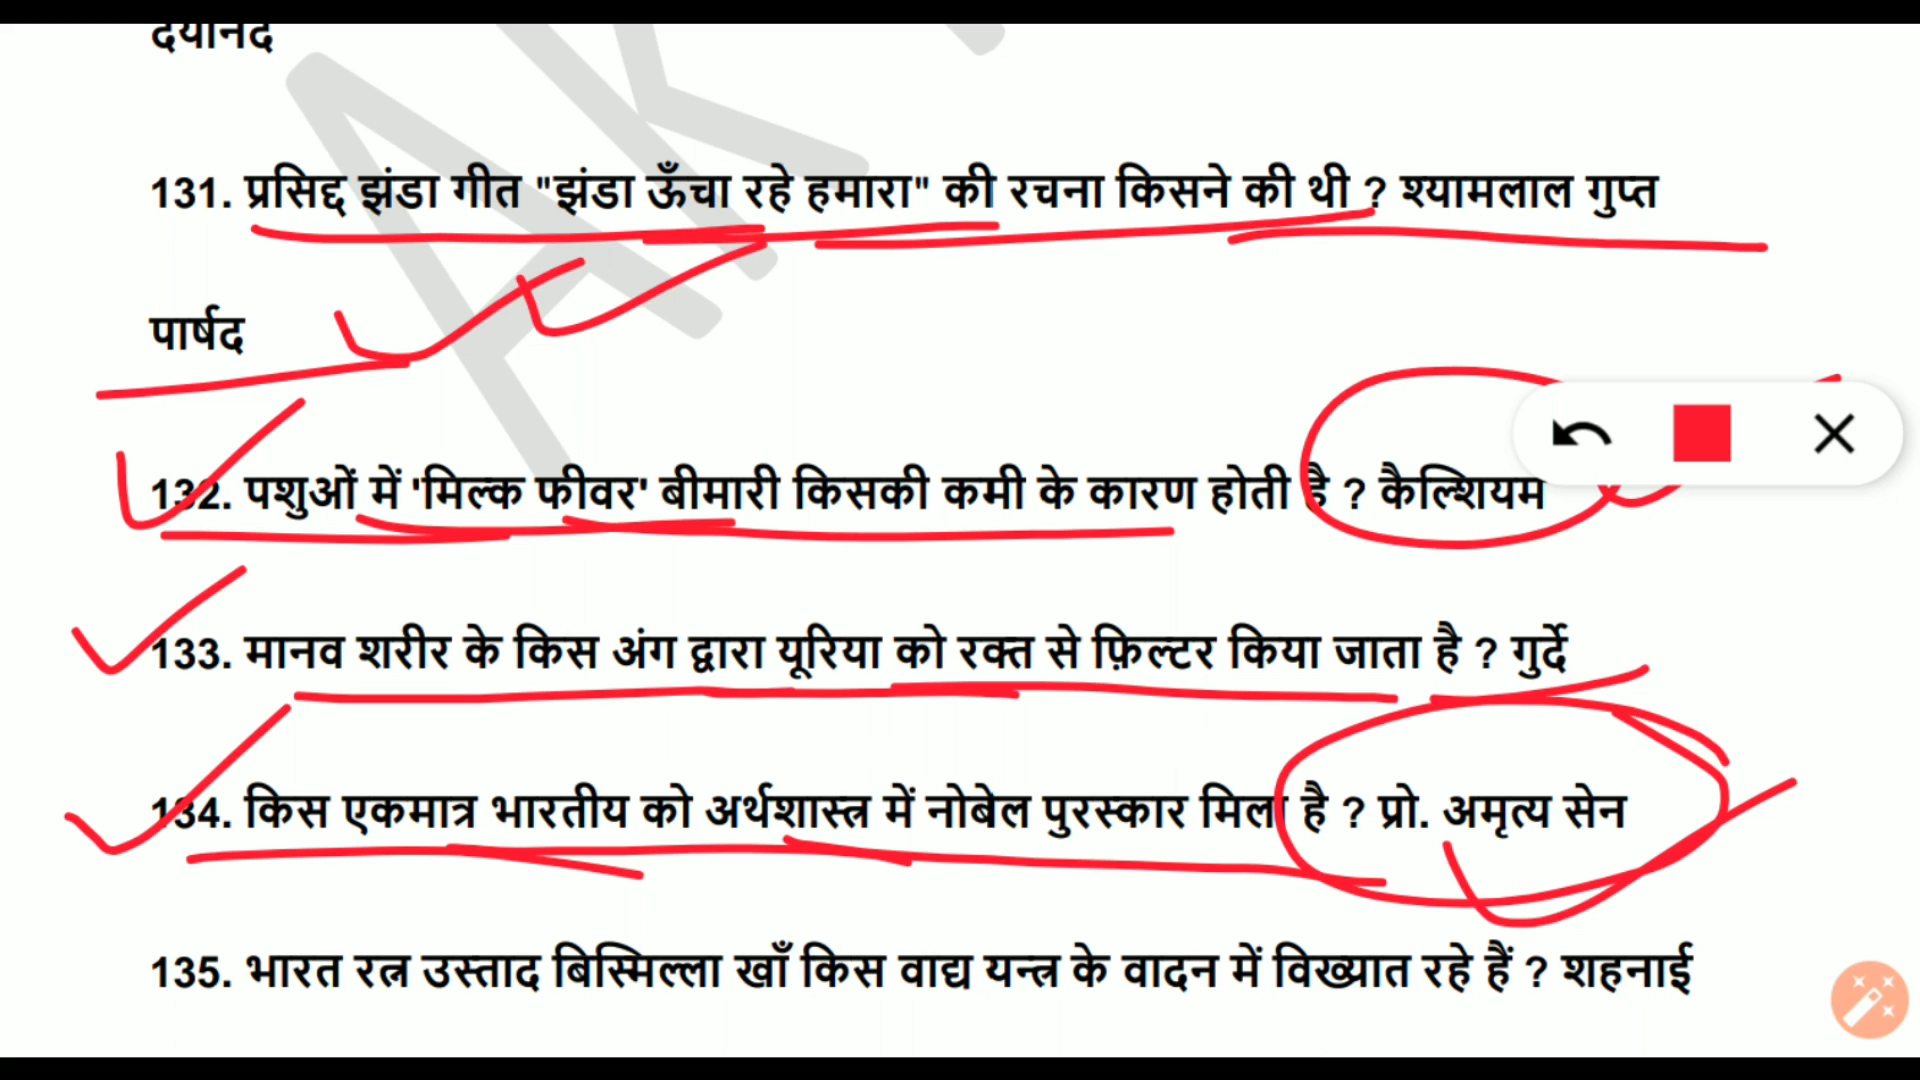 दयानंद
131. प्रसिद्द झंडा गीत "झंडा ऊँचा रहे हमारा" की रचना किसने की थी ? श्यामलाल गुप्त
पार्षद
132. पशुओं में 'मिल्क फीवर' बीमारी किसकी कमी के कारण होती है ? कैल्शियम
133. मानव शरीर के किस अंग द्वारा यूरिया को रक्त से फ़िल्टर किया जाता है ? गुर्दे
134. किस एकमात्र भारतीय को अर्थशास्त्र में नोबेल पुरस्कार मिला है ? प्रो. अमृत्य सेन
135. भारत रत्न उस्ताद बिस्मिल्ला खाँ किस वाद्य यन्त्र के वादन में विख्यात रहे हैं ? शहनाई